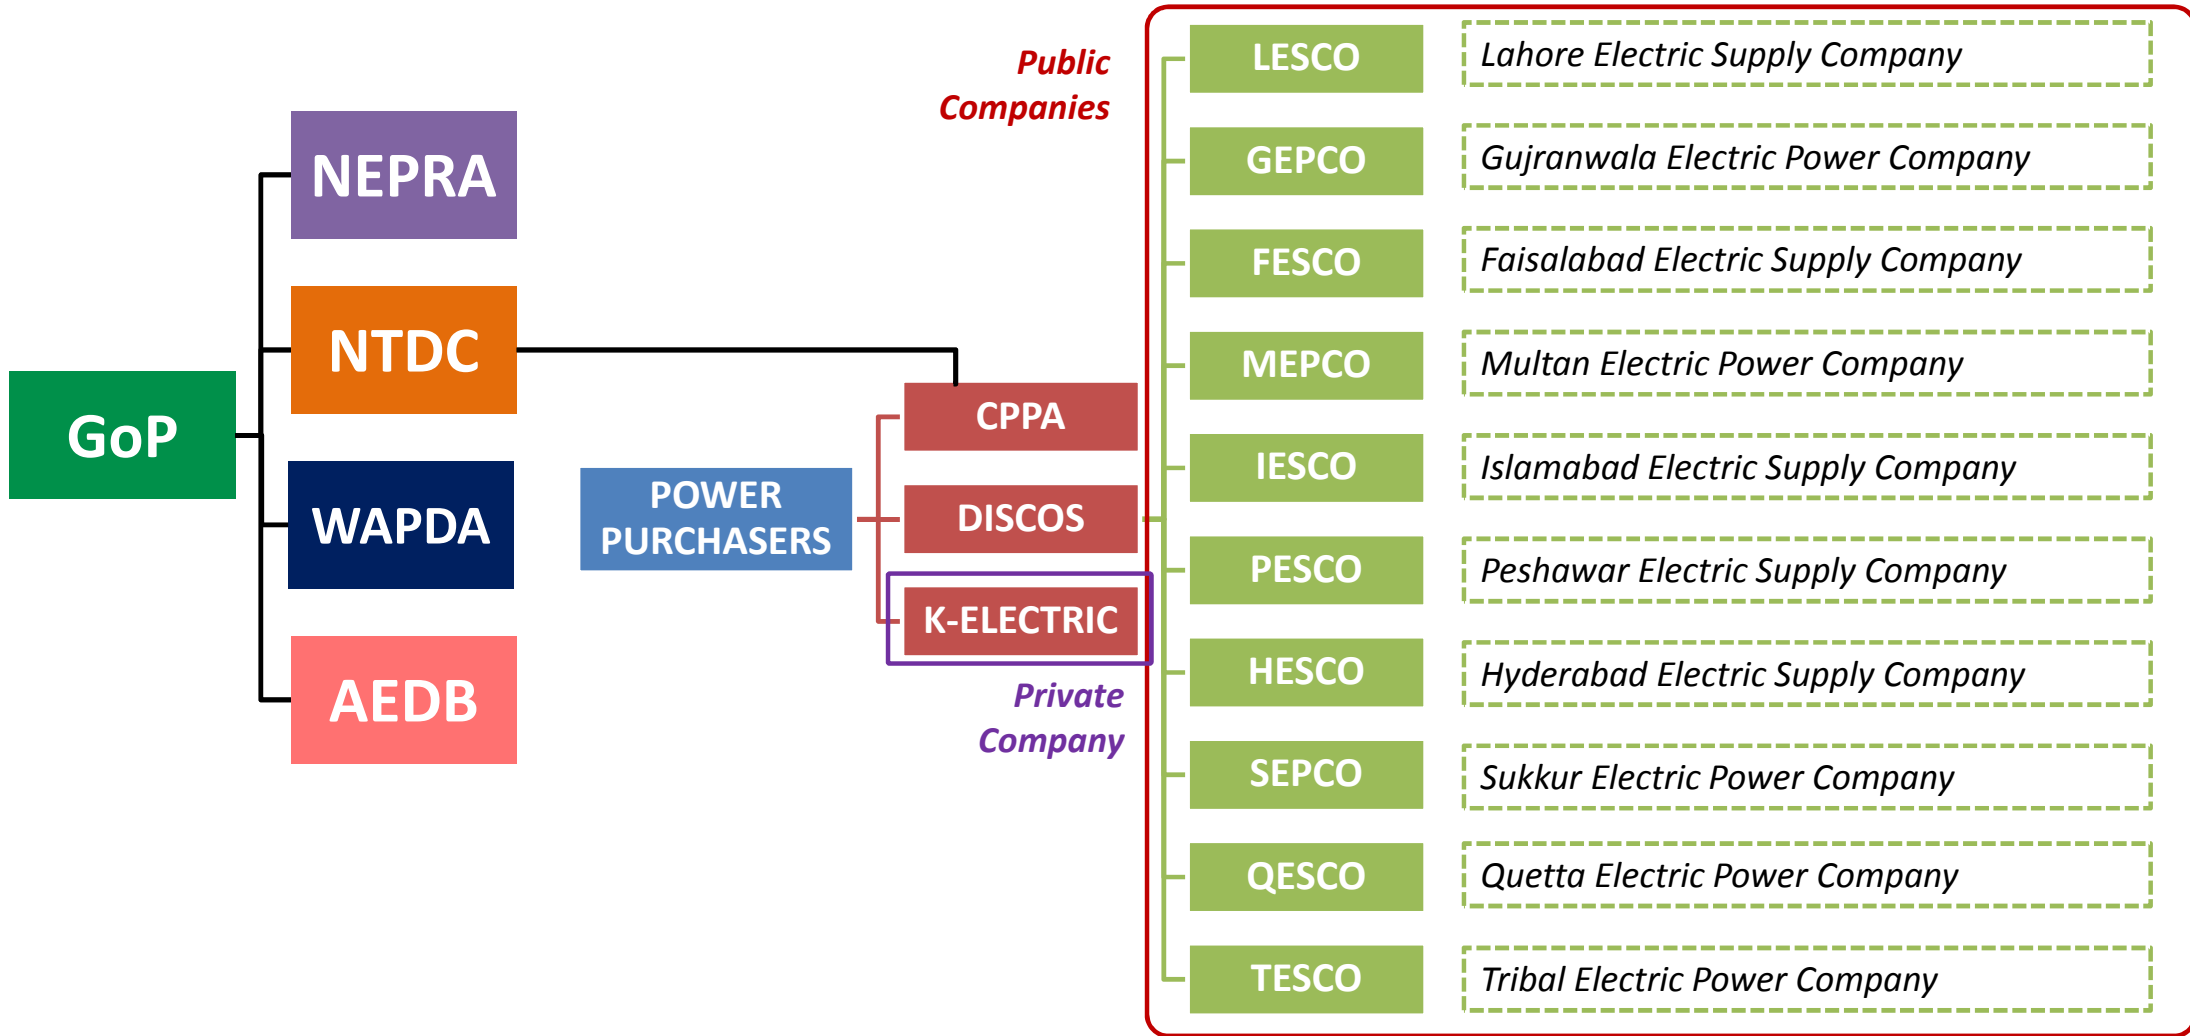 GoP
NEPRA
NTDC
WAPDA
AEDB
POWER
PURCHASERS
CPPA
DISCOS
K-ELECTRIC
Private
Company
Public
Companies
LESCO Lahore Electric Supply Company
GEPCO Gujranwala Electric Power Company
FESCO Faisalabad Electric Supply Company
MEPCO Multan Electric Power Company
IESCO Islamabad Electric Supply Company
PESCO Peshawar Electric Supply Company
HESCO Hyderabad Electric Supply Company
SEPCO Sukkur Electric Power Company
QESCO Quetta Electric Power Company
TESCO Tribal Electric Power Company